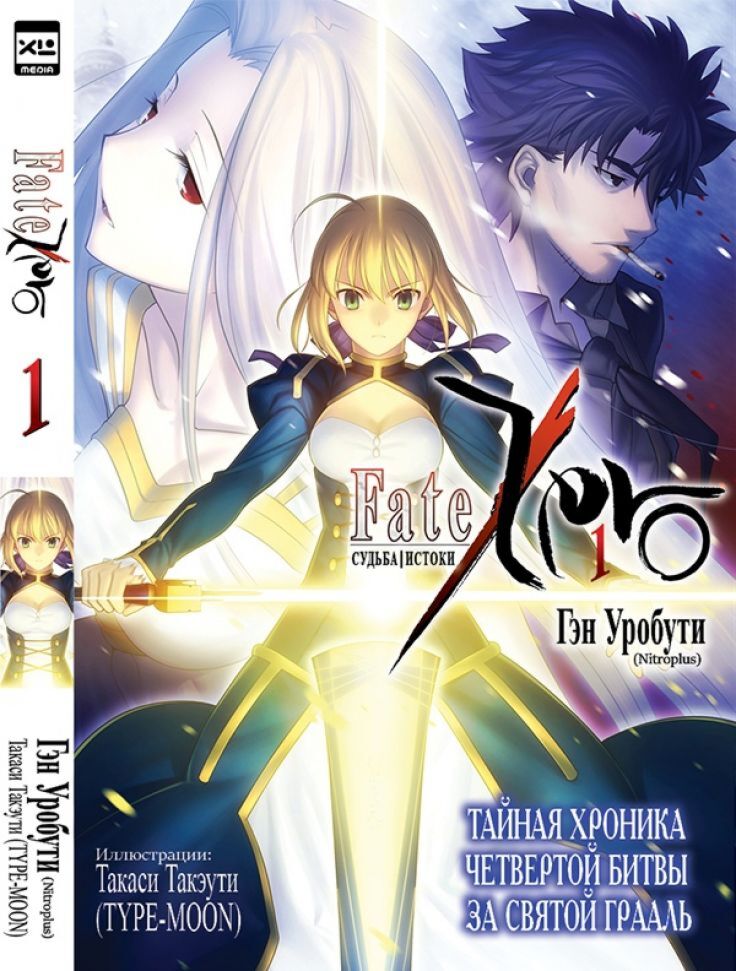 XL
MEDIA
Fate/Zero
1
Гэн Уробути (Nitroplus)
Такаси Такэути (TYPE-MOON)
Fate/Zero
1
СУДЬБА|ИСТОКИ
Гэн Уробути
(Nitroplus)
Иллюстрации:
Такаси Такэути
(TYPE-MOON)
ТАЙНАЯ ХРОНИКА
ЧЕТВЕРТОЙ БИТВЫ
ЗА СВЯТОЙ ГРААЛЬ